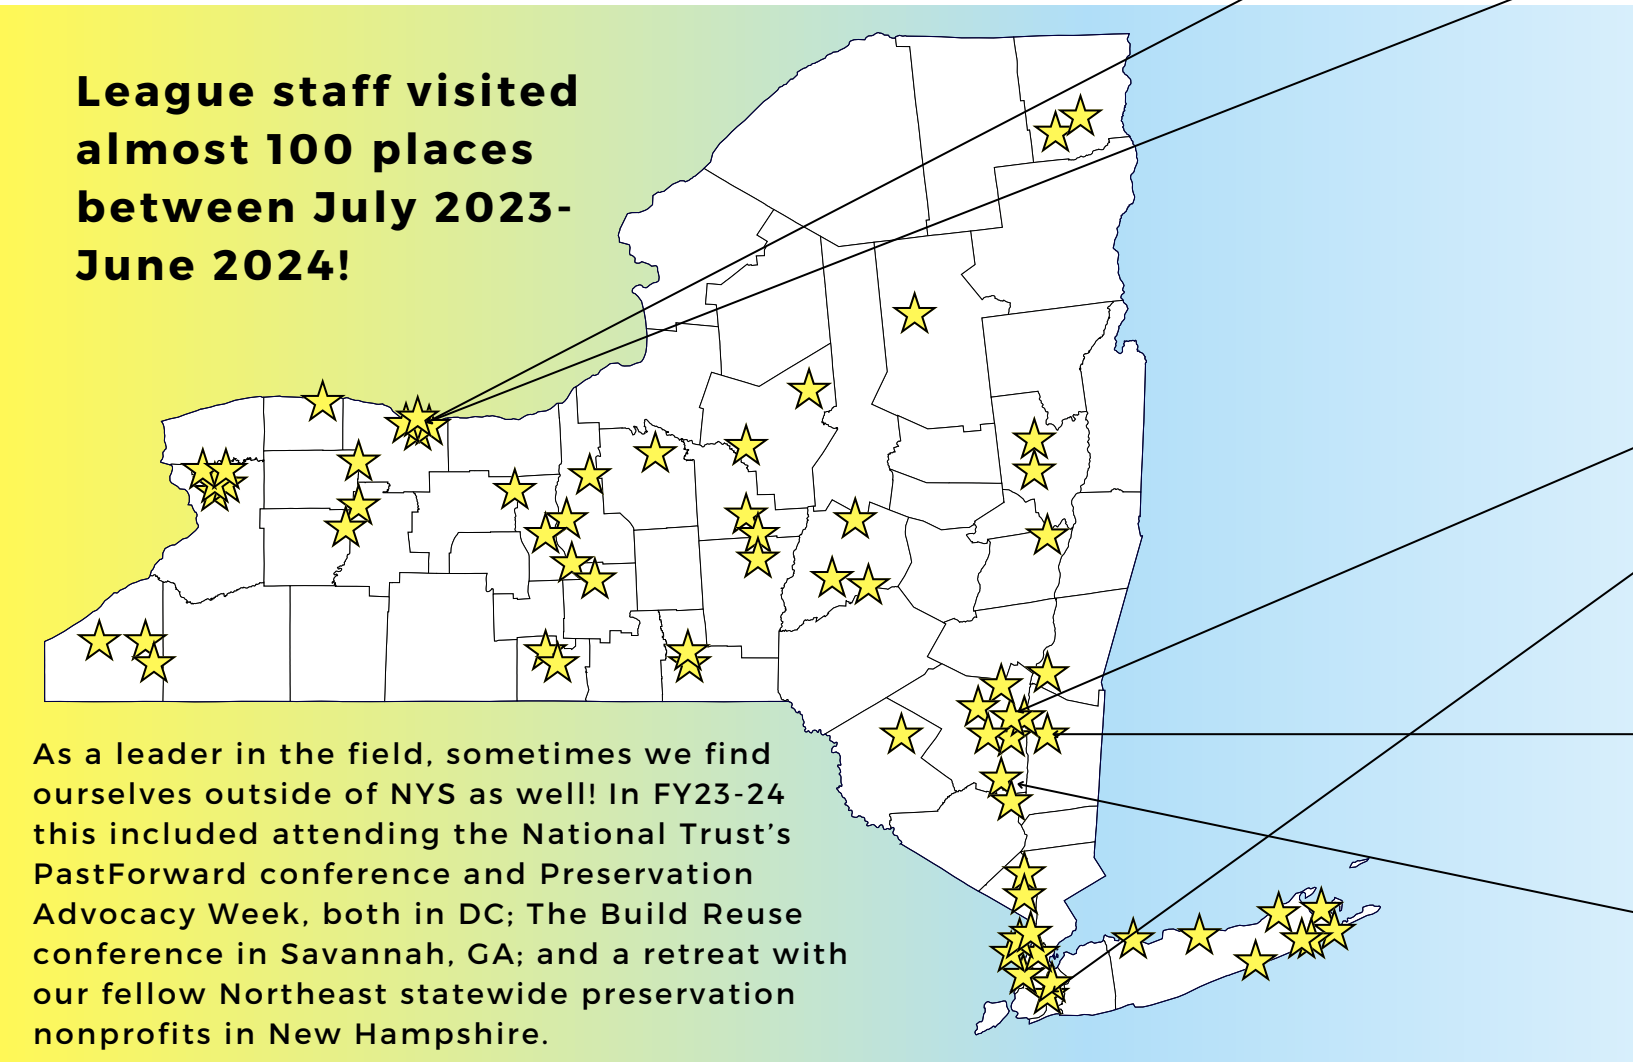 League staff visited
almost 100 places
between July 2023-
June 2024!
As a leader in the field, sometimes we find
ourselves outside of NYS as well! In FY23-24
this included attending the National Trust’s
PastForward conference and Preservation
Advocacy Week, both in DC; The Build Reuse
conference in Savannah, GA; and a retreat with
our fellow Northeast statewide preservation
nonprofits in New Hampshire.